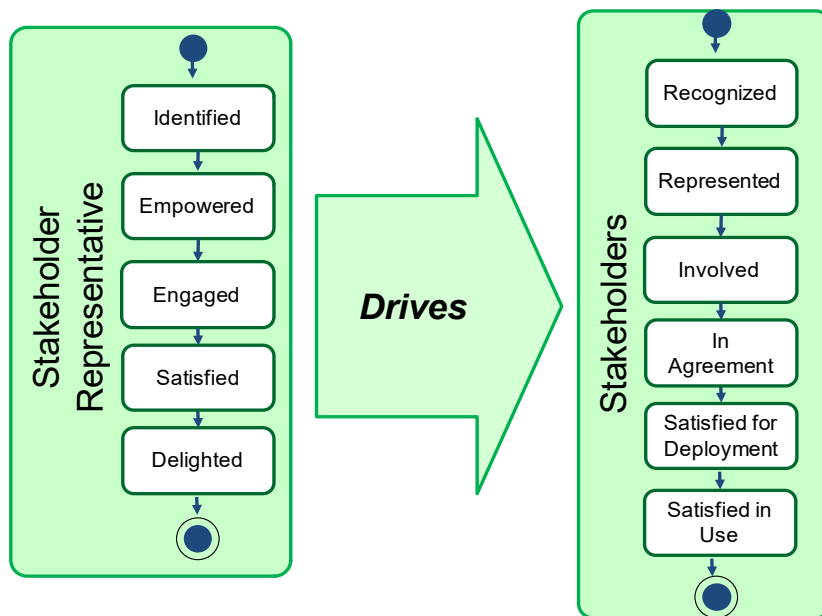 Stakeholder
Representative
Identified
Empowered
Engaged
Satisfied
Delighted
Drives
Stakeholders
Recognized
Represented
Involved
In
Agreement
Satisfied for
Deployment
Satisfied in
Use